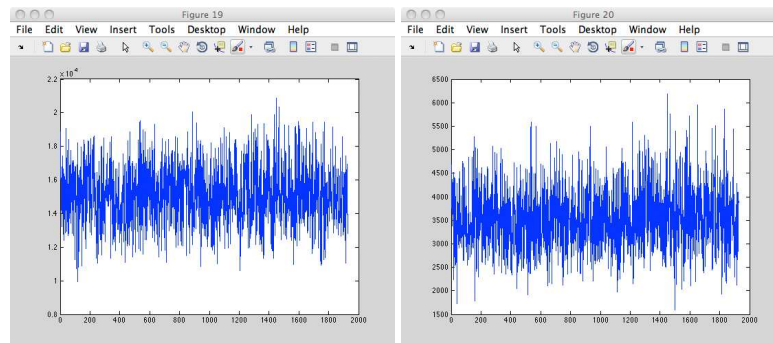 Figure 19
File Edit View Insert Tools Desktop Window Help
x 10^4
2.2
2
1.8
1.6
1.4
1.2
1
0.8
0 200 400 600 800 1000 1200 1400 1600 1800 2000
Figure 20
File Edit View Insert Tools Desktop Window Help
6500
6000
5500
5000
4500
4000
3500
3000
2500
2000
1500
0 200 400 600 800 1000 1200 1400 1600 1800 2000